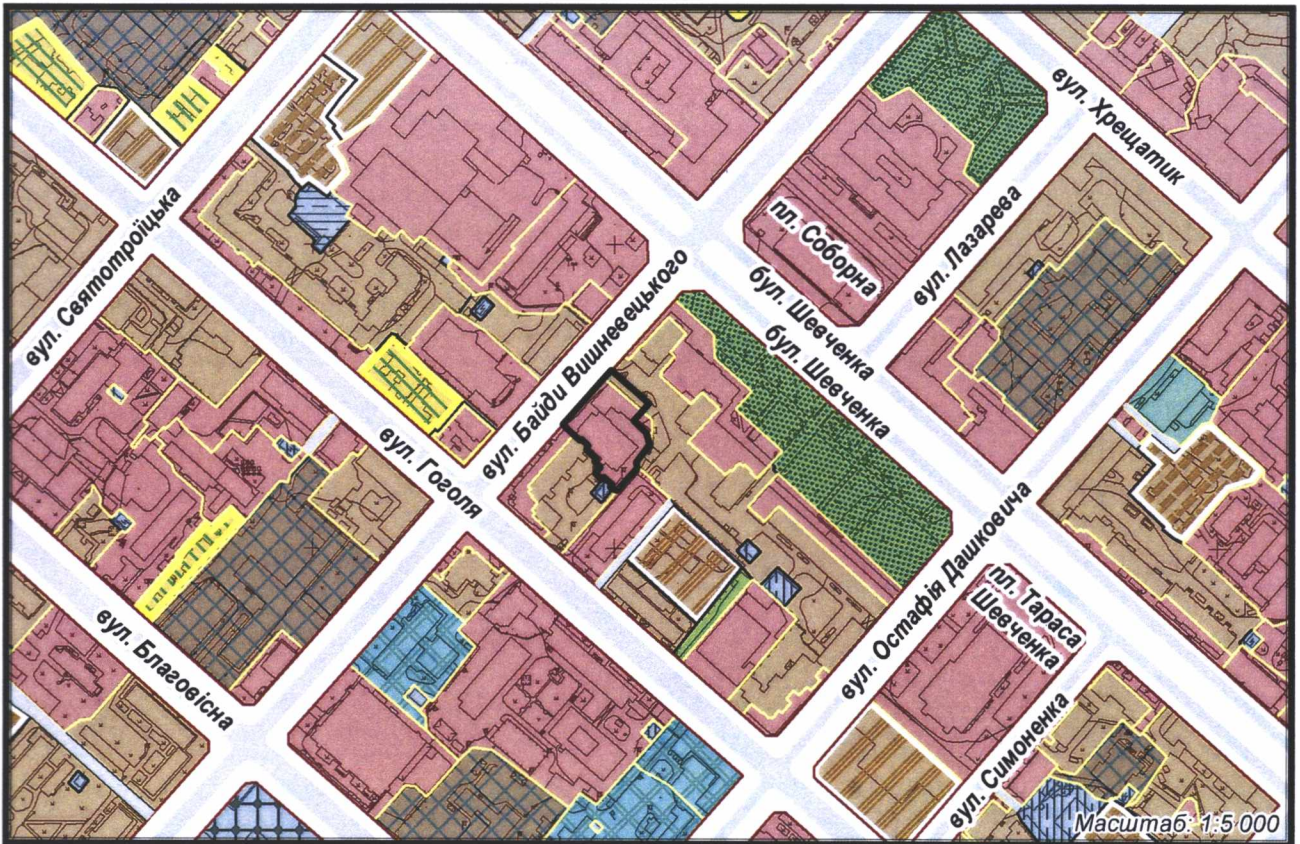 вул. Хрещатик
вул. Святотроїцька
пл. Соборна
вул. Лазарева
бул. Шевченка
бул. Шевченка
вул. Байди Вишневецького
вул. Гоголя
вул. Остафія Дашковича
пл. Тараса
Шевченка
вул. Благовісна
вул. Симоненка
Масштаб: 1:5 000